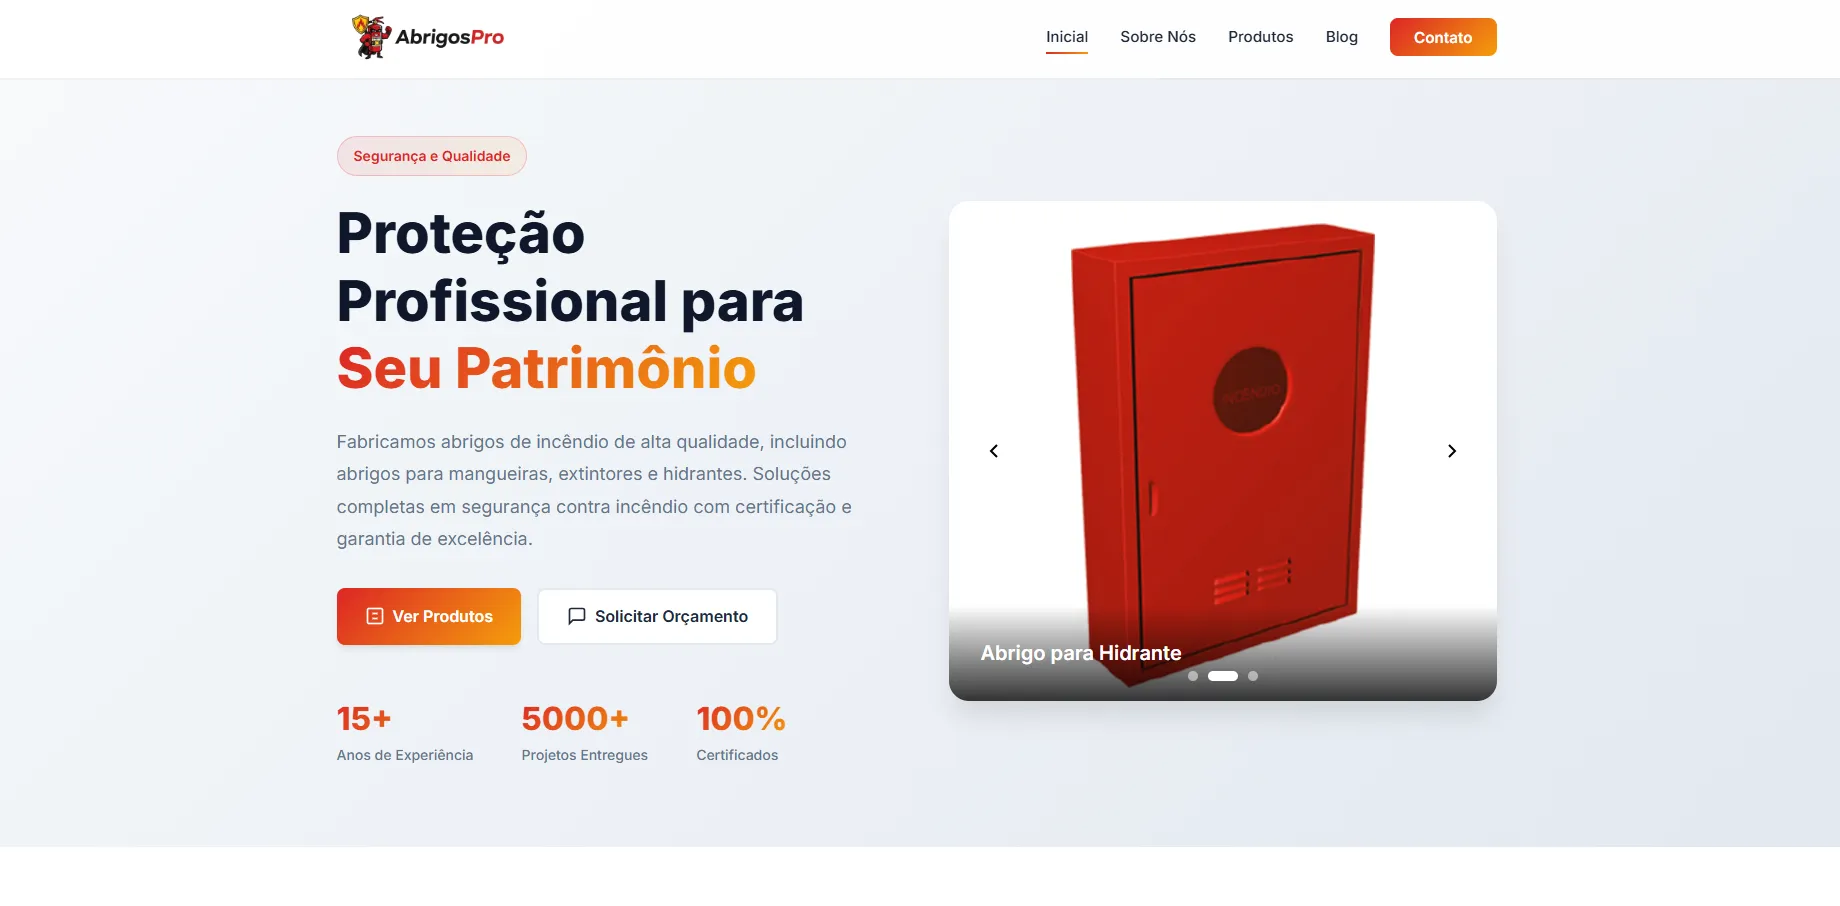 AbrigosPro
Inicial
Sobre Nós
Produtos
Blog
Contato
Segurança e Qualidade
Proteção
Profissional para
Seu Patrimônio
Fabricamos abrigos de incêndio de alta qualidade, incluindo
abrigos para mangueiras, extintores e hidrantes. Soluções
completas em segurança contra incêndio com certificação e
garantia de excelência.
Ver Produtos
Solicitar Orçamento
15+
Anos de Experiência
5000+
Projetos Entregues
100%
Certificados
INCÊNDIO
Abrigo para Hidrante